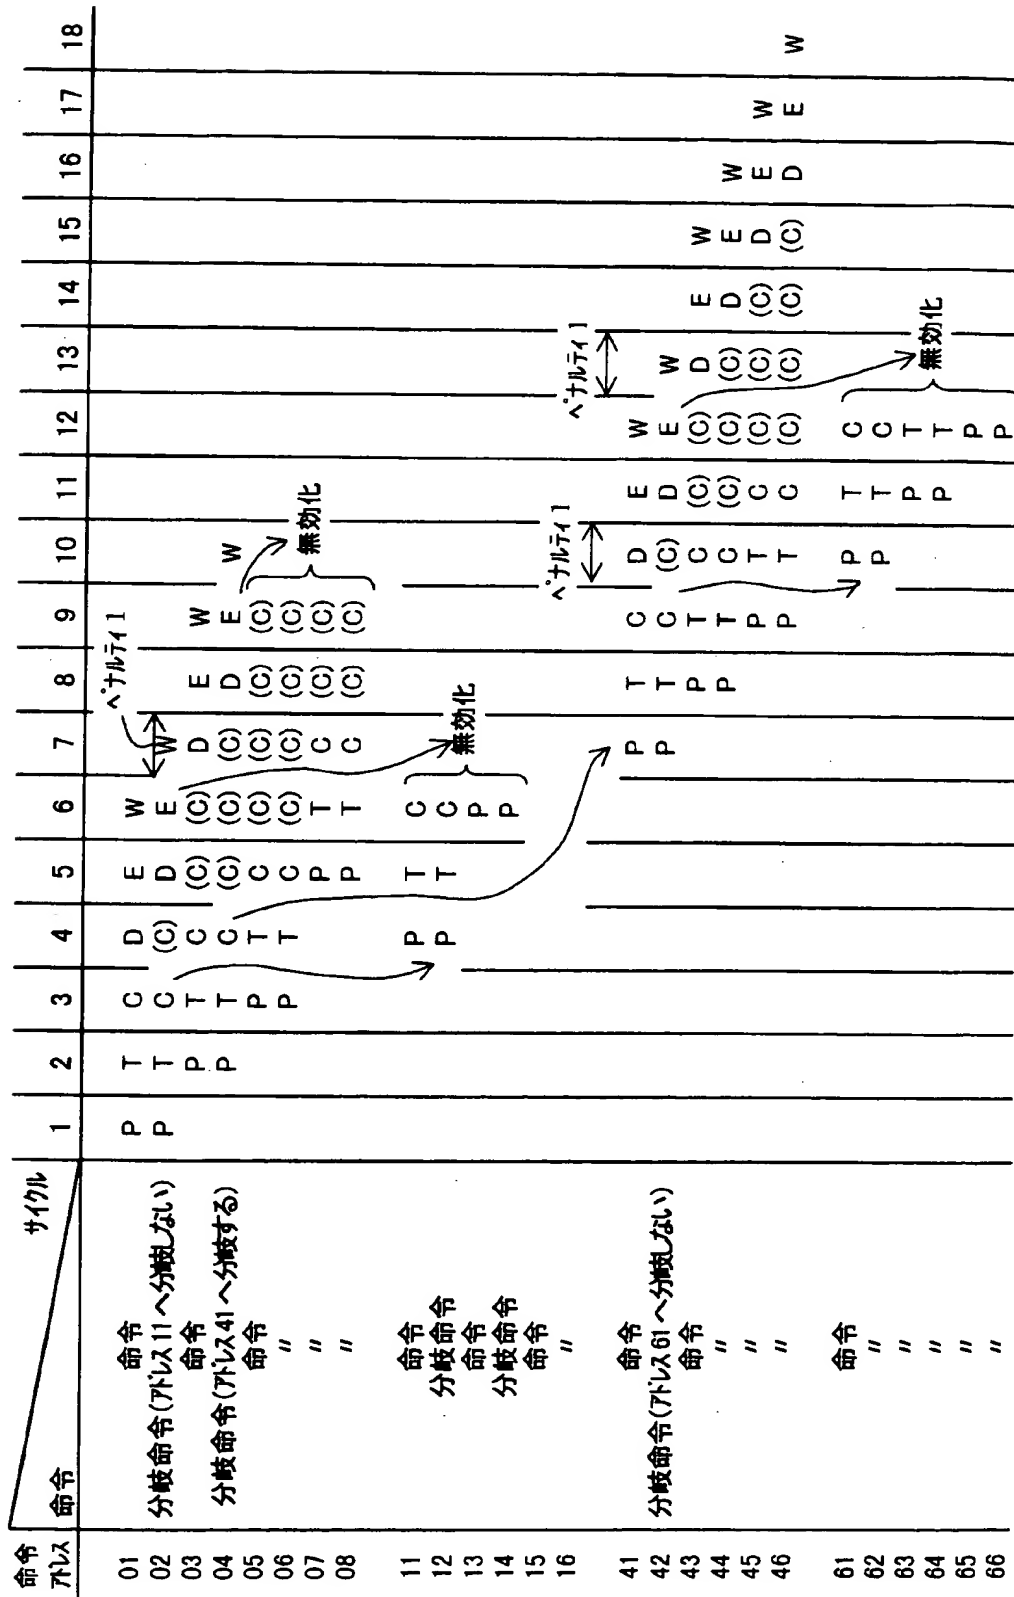 命令
アドレス
命令
サイクル
1 2 3 4 5 6 7 8 9 10 11 12 13 14 15 16 17 18
ペナルティ1
01 命令 P T C D E W
02 分岐命令(アドレス11へ分岐しない) P T C (C) D E W
03 命令 P T C (C) (C) D E W
04 分岐命令(アドレス41へ分岐する) P T C (C) (C) (C) D E W
05 命令 P T C (C) (C) (C) (C)
06 〃 P T C (C) (C) (C) (C)
無効化
07 〃 P T C (C) (C)
08 〃 P T C (C) (C)
11 命令 P T C
12 分岐命令 P T C
無効化
13 命令 P
14 分岐命令 P
15 命令
16 〃
ペナルティ1
ペナルティ1
41 命令 P T C D E W
42 分岐命令(アドレス61へ分岐しない) P T C (C) D E W
43 命令 P T C (C) (C) D E W
44 〃 P T C (C) (C) (C) D E W
45 〃 P T C (C) (C) (C) D E W
46 〃 P T C (C) (C) (C) (C) D E W
61 命令 P T C
62 〃 P T C
63 〃 P T
無効化
64 〃 P T
65 〃 P
66 〃 P